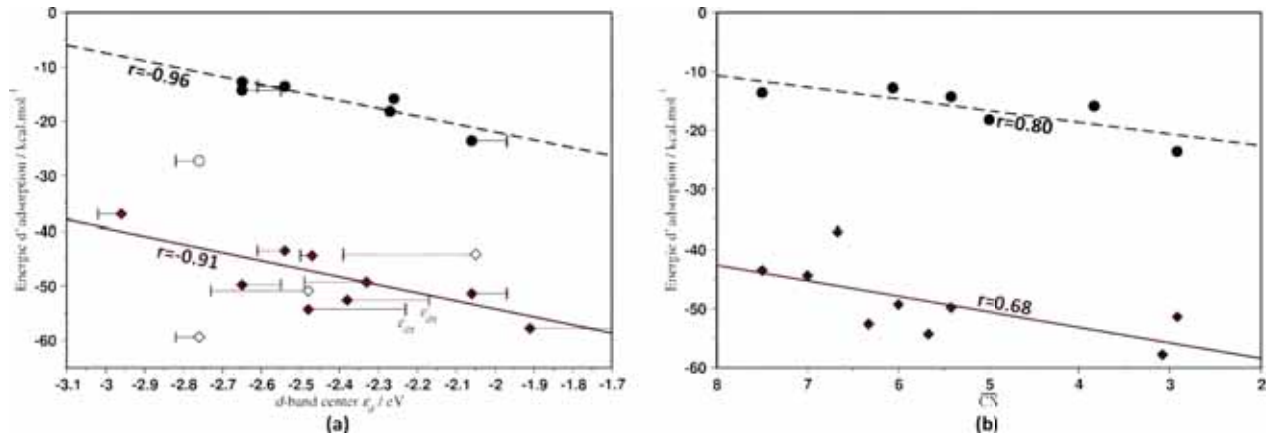 0
-10
-20
-30
-40
-50
-60
Energie d' adsorption / kcal.mol⁻¹
r=-0.96
r=-0.91
-3.1 -3 -2.9 -2.8 -2.7 -2.6 -2.5 -2.4 -2.3 -2.2 -2.1 -2 -1.9 -1.8 -1.7
d-band center ε_d / eV
(a)
0
-10
-20
-30
-40
-50
-60
Energie d' adsorption / kcal.mol⁻¹
r=0.80
r=0.68
8 7 6 5 4 3 2
(b)